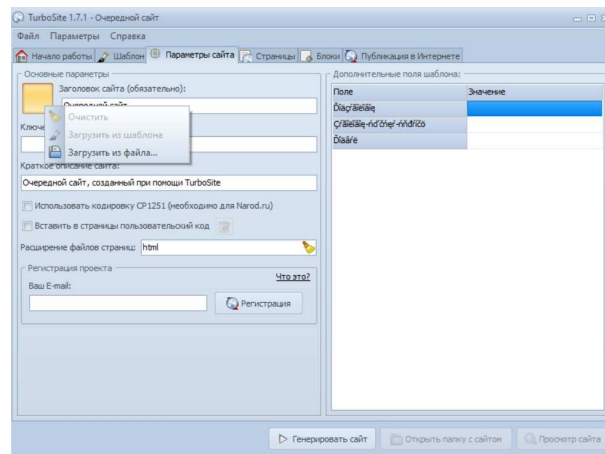 TurboSite 1.7.1 - Очередной сайт
Файл Параметры Справка
Начало работы Шаблон Параметры сайта Страницы Блоки Публикация в Интернете
Основные параметры
Заголовок сайта (обязательно):
Очередной сайт
Ключе
Очистить
Загрузить из шаблона
Загрузить из файла...
Краткое описание сайта:
Очередной сайт, созданный при помощи TurboSite
Использовать кодировку CP1251 (необходимо для Narod.ru)
Вставить в страницы пользовательский код
Расширение файлов страниц: html
Регистрация проекта
Что это?
Ваш E-mail:
Регистрация
Дополнительные поля шаблона:
Поле Значение
Генерировать сайт Открыть папку с сайтом Просмотр сайта